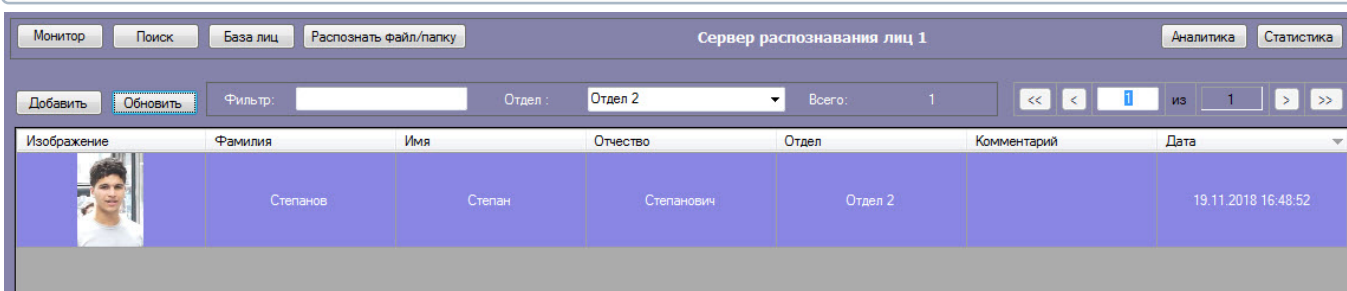 Монитор Поиск База лиц Распознать файл/папку Сервер распознавания лиц 1 Аналитика Статистика
Добавить Обновить Фильтр: Отдел : Отдел 2 Всего: 1 << < 1 из 1 > >>
Изображение Фамилия Имя Отчество Отдел Комментарий Дата
Степанов Степан Степанович Отдел 2 19.11.2018 16:48:52